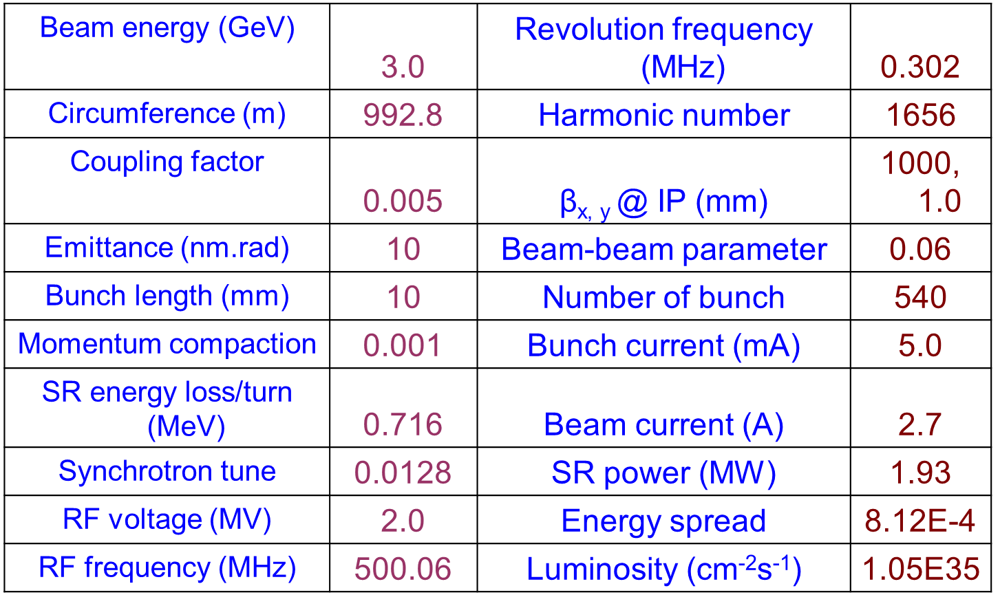 Beam energy (GeV) 3.0 Revolution frequency (MHz) 0.302
Circumference (m) 992.8 Harmonic number 1656
Coupling factor 0.005 βx, y @ IP (mm) 1000, 1.0
Emittance (nm.rad) 10 Beam-beam parameter 0.06
Bunch length (mm) 10 Number of bunch 540
Momentum compaction 0.001 Bunch current (mA) 5.0
SR energy loss/turn (MeV) 0.716 Beam current (A) 2.7
Synchrotron tune 0.0128 SR power (MW) 1.93
RF voltage (MV) 2.0 Energy spread 8.12E-4
RF frequency (MHz) 500.06 Luminosity (cm-2s-1) 1.05E35